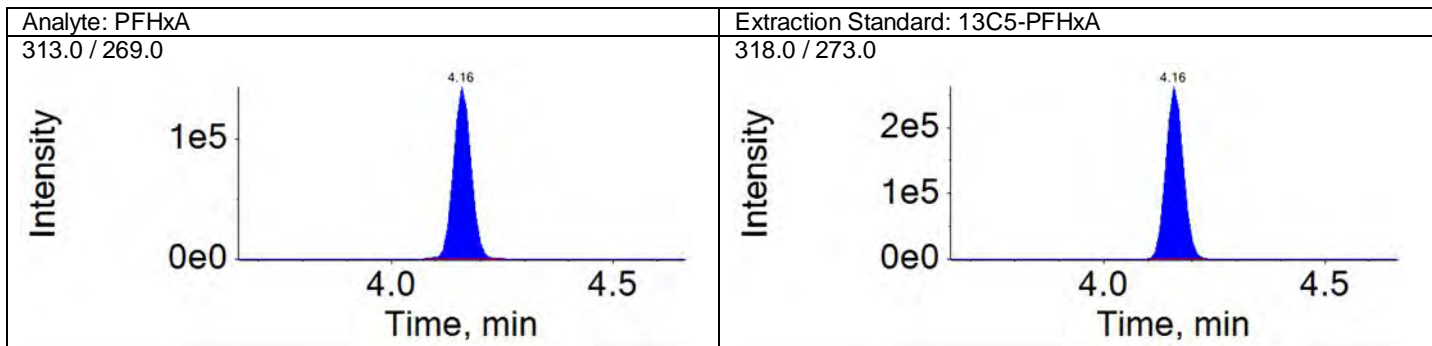 Analyte: PFHxA
313.0 / 269.0
4.16
Intensity
1e5
0e0
4.0
4.5
Time, min
Extraction Standard: 13C5-PFHxA
318.0 / 273.0
4.16
Intensity
2e5
1e5
0e0
4.0
4.5
Time, min